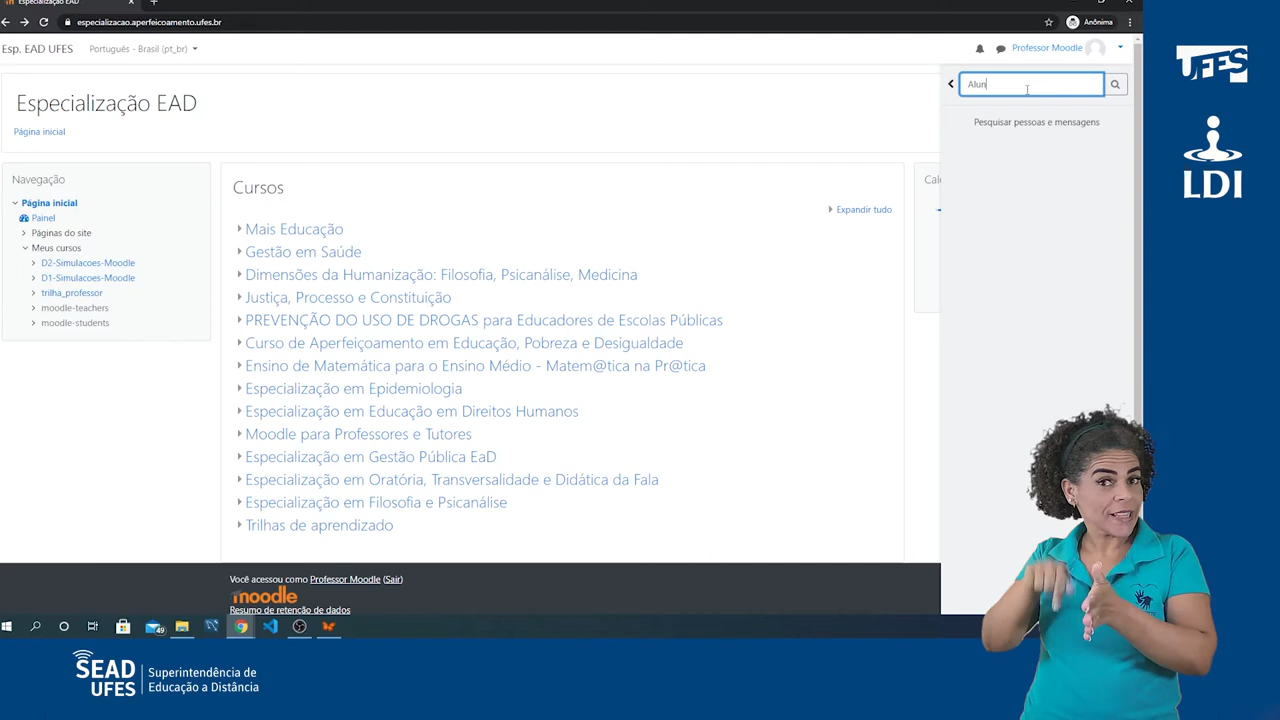 Especialização EAD
especializacao.aperfeicoamento.ufes.br
Anônima
Esp. EAD UFES
Português - Brasil (pt_br)
Professor Moodle
Alun
Pesquisar pessoas e mensagens
Especialização EAD
Página inicial
Navegação
Página inicial
Painel
Páginas do site
Meus cursos
D2-Simulacoes-Moodle
D1-Simulacoes-Moodle
trilha_professor
moodle-teachers
moodle-students
Cursos
Expandir tudo
Mais Educação
Gestão em Saúde
Dimensões da Humanização: Filosofia, Psicanálise, Medicina
Justiça, Processo e Constituição
PREVENÇÃO DO USO DE DROGAS para Educadores de Escolas Públicas
Curso de Aperfeiçoamento em Educação, Pobreza e Desigualdade
Ensino de Matemática para o Ensino Médio - Matem@tica na Pr@tica
Especialização em Epidemiologia
Especialização em Educação em Direitos Humanos
Moodle para Professores e Tutores
Especialização em Gestão Pública EaD
Especialização em Oratória, Transversalidade e Didática da Fala
Especialização em Filosofia e Psicanálise
Trilhas de aprendizado
Cale
Você acessou como Professor Moodle (Sair)
moodle
Resumo de retenção de dados
49
UFES
LDI
SEAD
UFES
Superintendência de
Educação a Distância